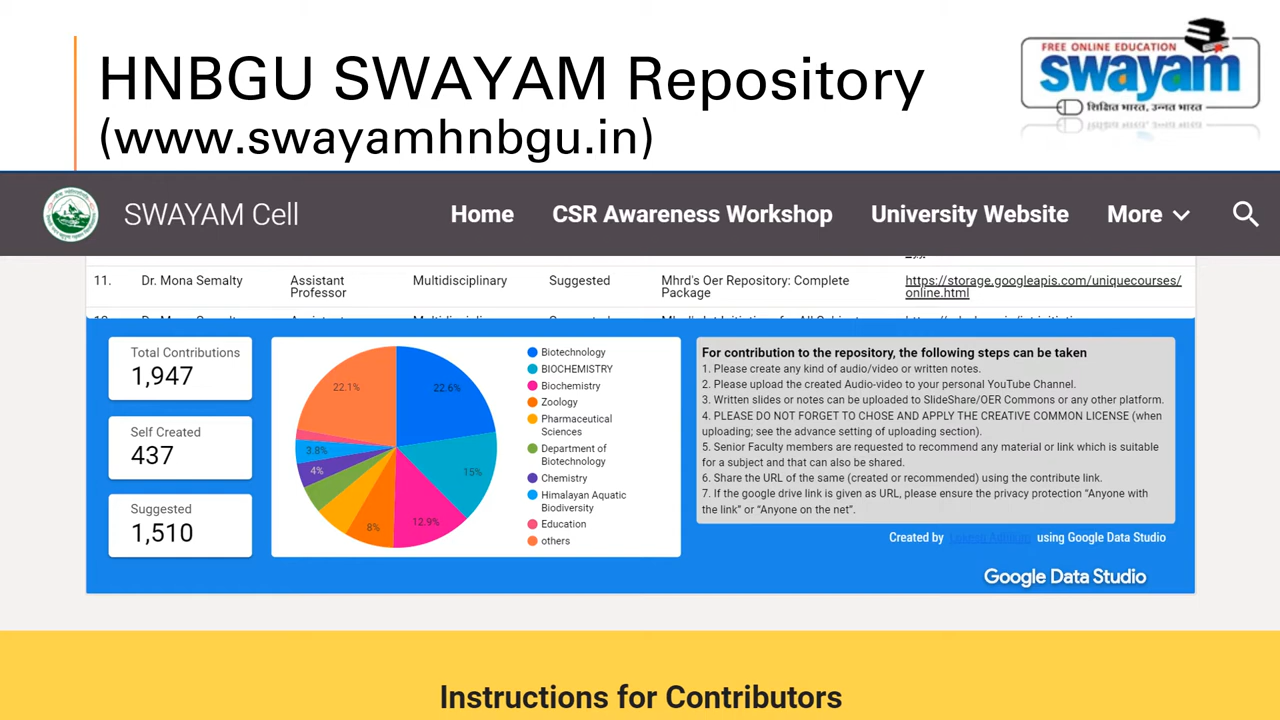 HNBGU SWAYAM Repository
(www.swayamhnbgu.in)
FREE ONLINE EDUCATION
swayam
शिक्षित भारत, उन्नत भारत
SWAYAM Cell
Home
CSR Awareness Workshop
University Website
More
11.
Dr. Mona Semalty
Assistant
Professor
Multidisciplinary
Suggested
Mhrd's Oer Repository: Complete
Package
https://storage.googleapis.com/uniquecourses/
online.html
Total Contributions
1,947
Self Created
437
Suggested
1,510
22.6%
15%
12.9%
8%
4%
3.8%
22.1%
Biotechnology
BIOCHEMISTRY
Biochemistry
Zoology
Pharmaceutical
Sciences
Department of
Biotechnology
Chemistry
Himalayan Aquatic
Biodiversity
Education
others
For contribution to the repository, the following steps can be taken
1. Please create any kind of audio/video or written notes.
2. Please upload the created Audio-video to your personal YouTube Channel.
3. Written slides or notes can be uploaded to SlideShare/OER Commons or any other platform.
4. PLEASE DO NOT FORGET TO CHOSE AND APPLY THE CREATIVE COMMON LICENSE (when
uploading; see the advance setting of uploading section).
5. Senior Faculty members are requested to recommend any material or link which is suitable
for a subject and that can also be shared.
6. Share the URL of the same (created or recommended) using the contribute link.
7. If the google drive link is given as URL, please ensure the privacy protection "Anyone with
the link" or "Anyone on the net".
Created by
using Google Data Studio
Google Data Studio
Instructions for Contributors